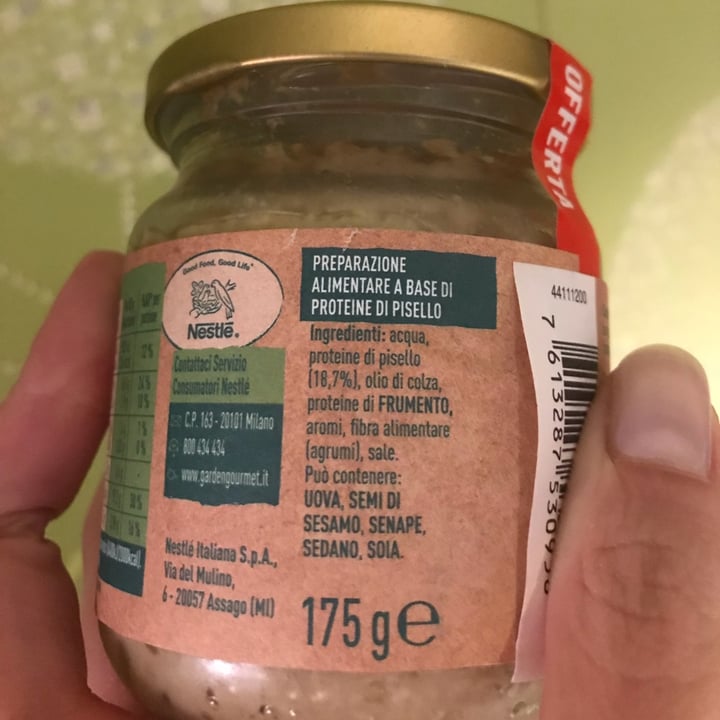 OFFERTA
Good Food, Good Life
Nestlé®
Contattaci Servizio
Consumatori Nestlé
C.P. 163 - 20101 Milano
800 434 434
www.gardengourmet.it
Nestlé Italiana S.p.A.,
Via del Mulino,
6 - 20057 Assago (MI)
PREPARAZIONE
ALIMENTARE A BASE DI
PROTEINE DI PISELLO
Ingredienti: acqua,
proteine di pisello
(18,7%), olio di colza,
proteine di FRUMENTO,
aromi, fibra alimentare
(agrumi), sale.
Può contenere:
UOVA, SEMI DI
SESAMO, SENAPE,
SEDANO, SOIA.
175 g e
44111200
7 613287 530